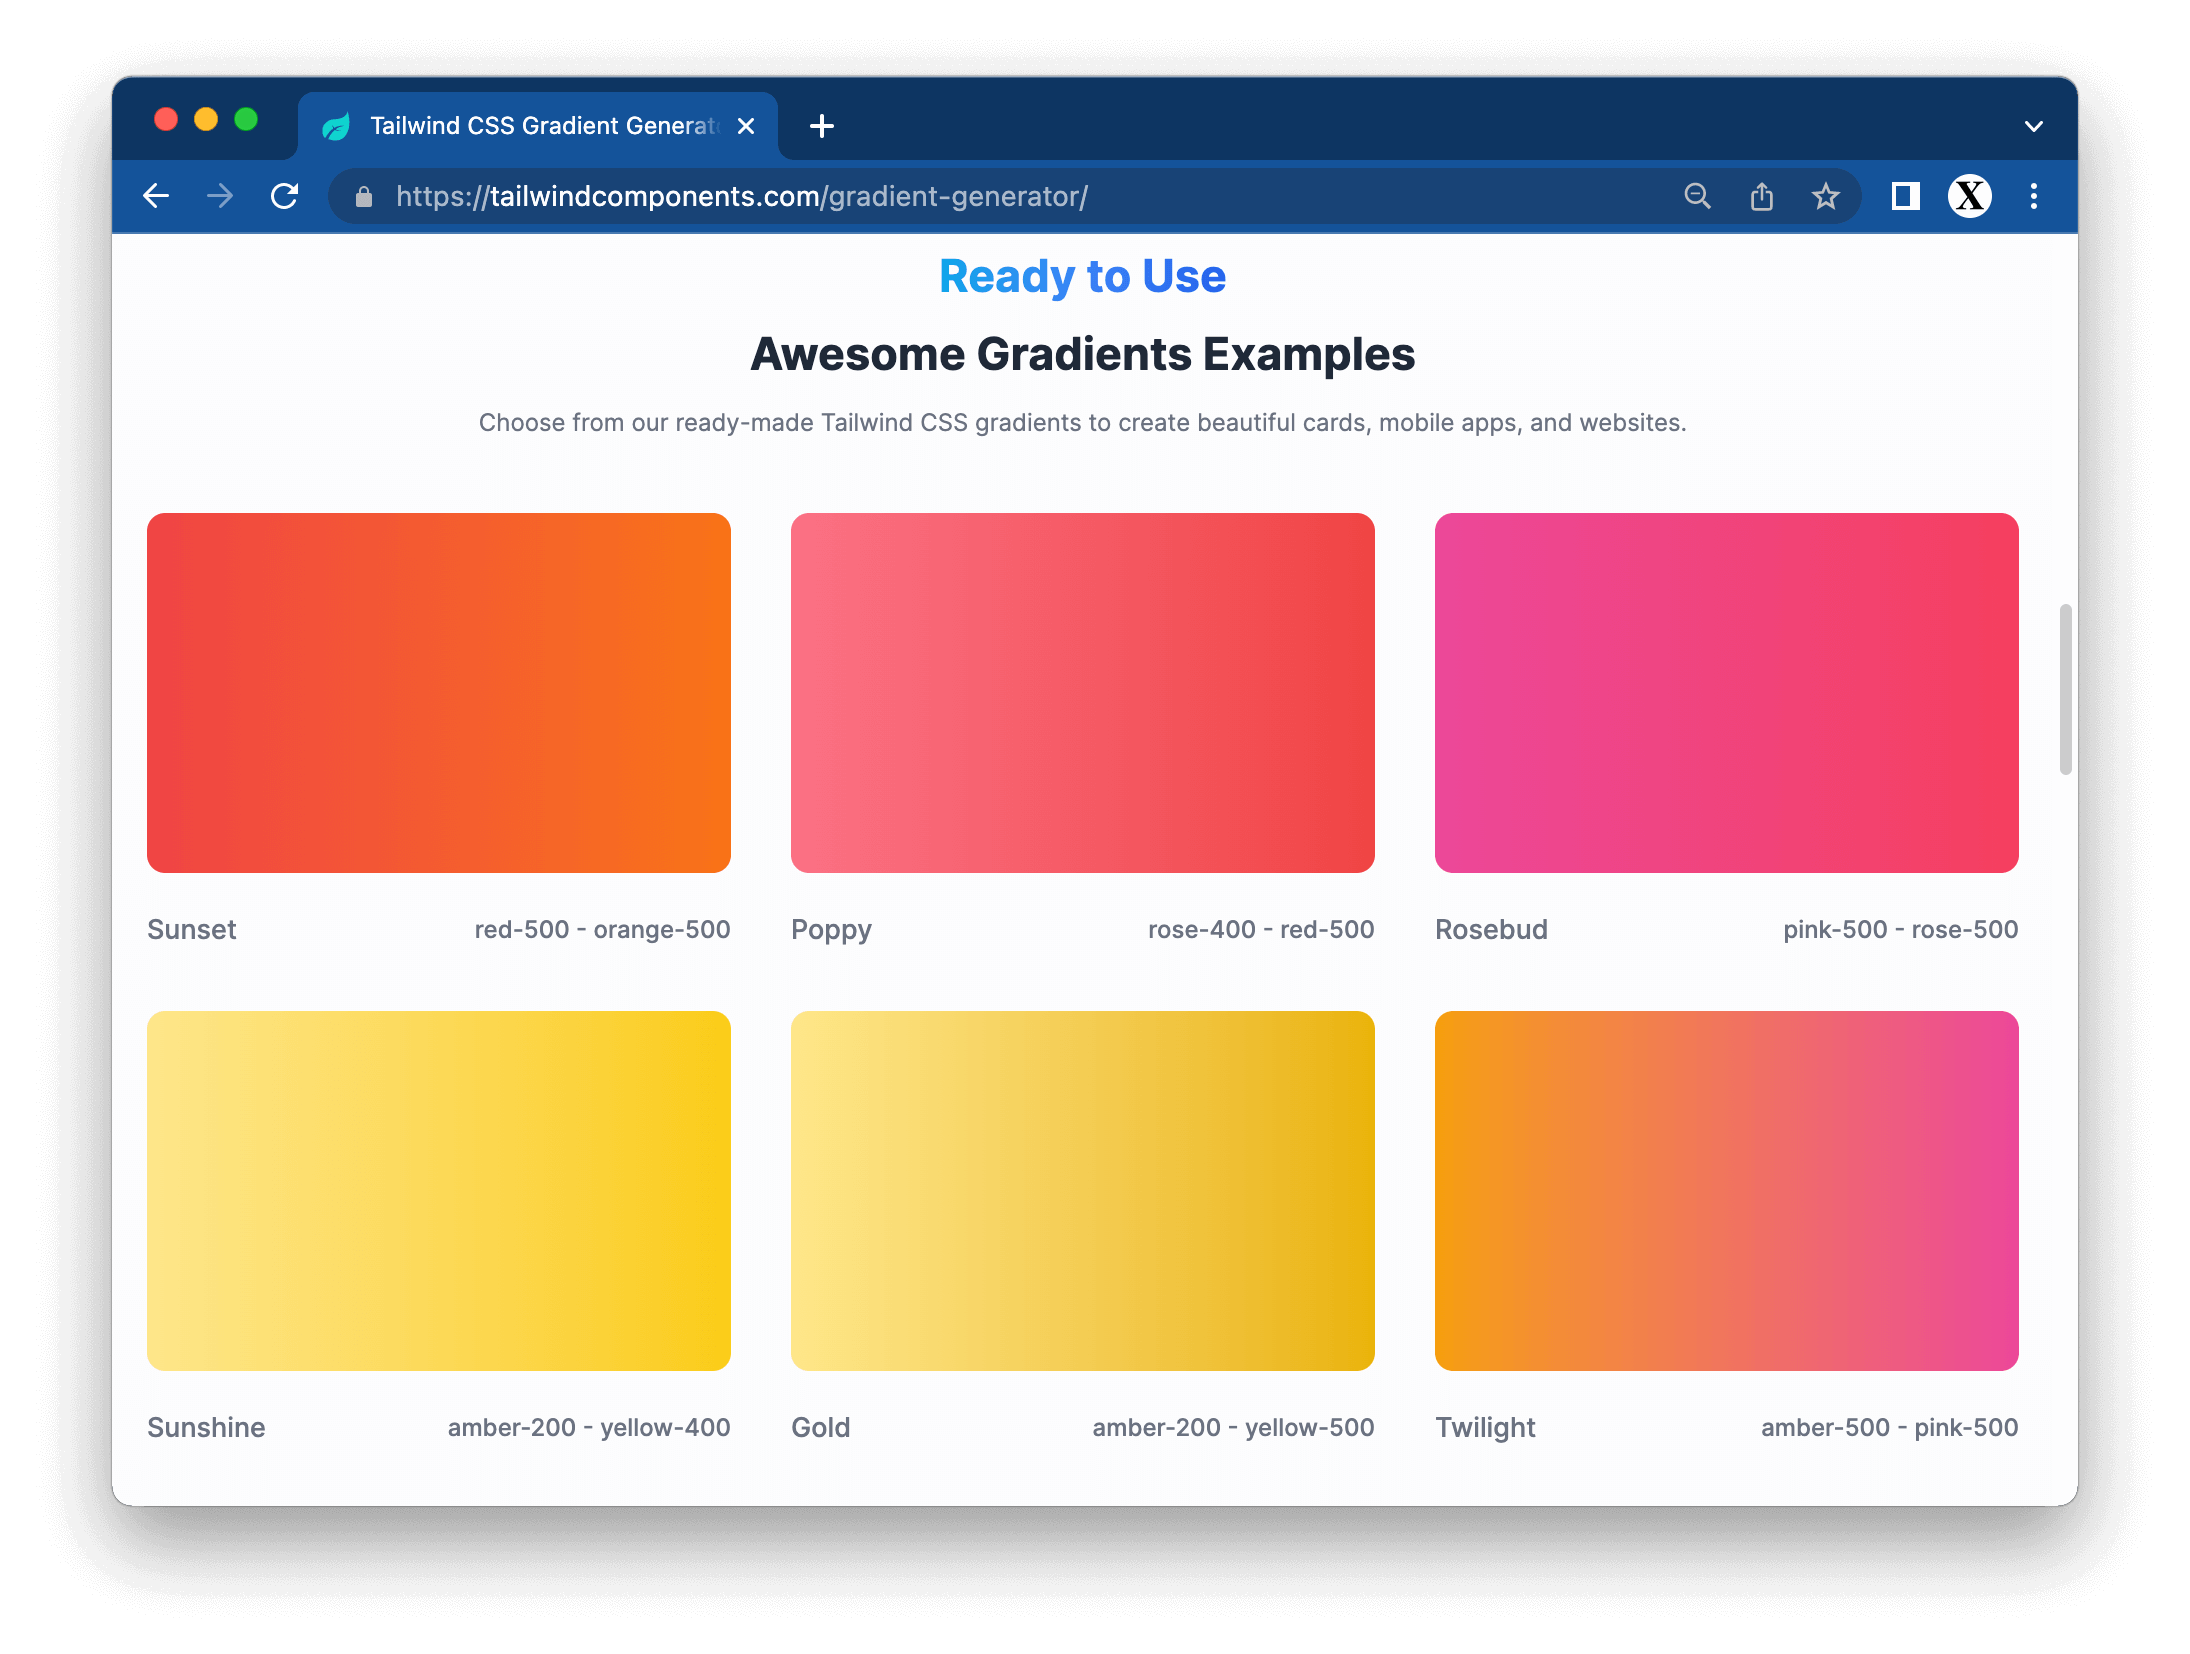 Tailwind CSS Gradient Generat
https://tailwindcomponents.com/gradient-generator/
X
Ready to Use
Awesome Gradients Examples
Choose from our ready-made Tailwind CSS gradients to create beautiful cards, mobile apps, and websites.
Sunset red-500 - orange-500
Poppy rose-400 - red-500
Rosebud pink-500 - rose-500
Sunshine amber-200 - yellow-400
Gold amber-200 - yellow-500
Twilight amber-500 - pink-500